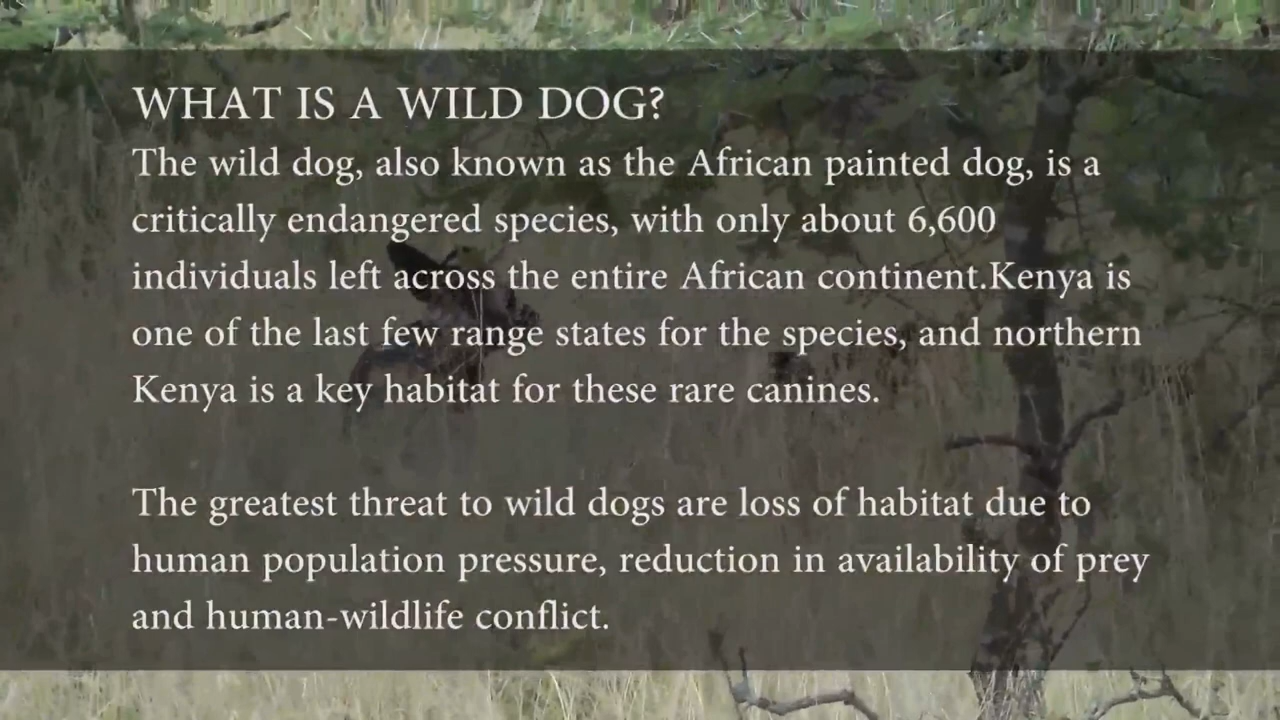 WHAT IS A WILD DOG?
The wild dog, also known as the African painted dog, is a
critically endangered species, with only about 6,600
individuals left across the entire African continent.Kenya is
one of the last few range states for the species, and northern
Kenya is a key habitat for these rare canines.
The greatest threat to wild dogs are loss of habitat due to
human population pressure, reduction in availability of prey
and human-wildlife conflict.